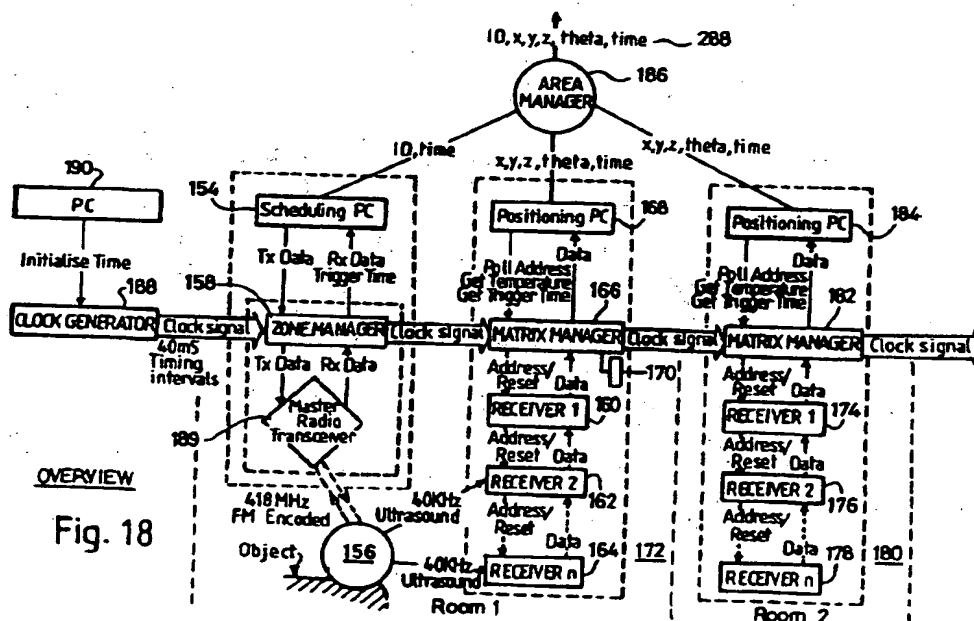 ID, x, y, z, theta, time
288
186
AREA
MANAGER
ID, time
x, y, z, theta, time
x, y, z, theta, time
190
PC
154
Scheduling PC
Positioning PC
168
Positioning PC
184
Initialise Time
Tx Data
Rx Data
Trigger Time
Data
Poll Address
Get Temperature
Get Trigger Time
Data
Poll Address
Get Temperature
Get Trigger Time
188
158
166
182
CLOCK GENERATOR
Clock signal
ZONE MANAGER
Clock signal
MATRIX MANAGER
Clock signal
MATRIX MANAGER
Clock signal
40mS
Timing
intervals
Tx Data
Rx Data
Address/
Reset
Data
170
Address/
Reset
Data
189
Master
Radio
Transceiver
RECEIVER 1
160
RECEIVER 1
174
Address/
Reset
Data
Address/
Reset
Data
OVERVIEW
RECEIVER 2
162
RECEIVER 2
176
Fig. 18
418 MHz
FM Encoded
40KHz
Ultrasound
Address/
Reset
Data
Address/
Reset
Data
Object
156
40KHz
Ultrasound
RECEIVER n
164
172
RECEIVER n
178
180
Room 1
Room 2